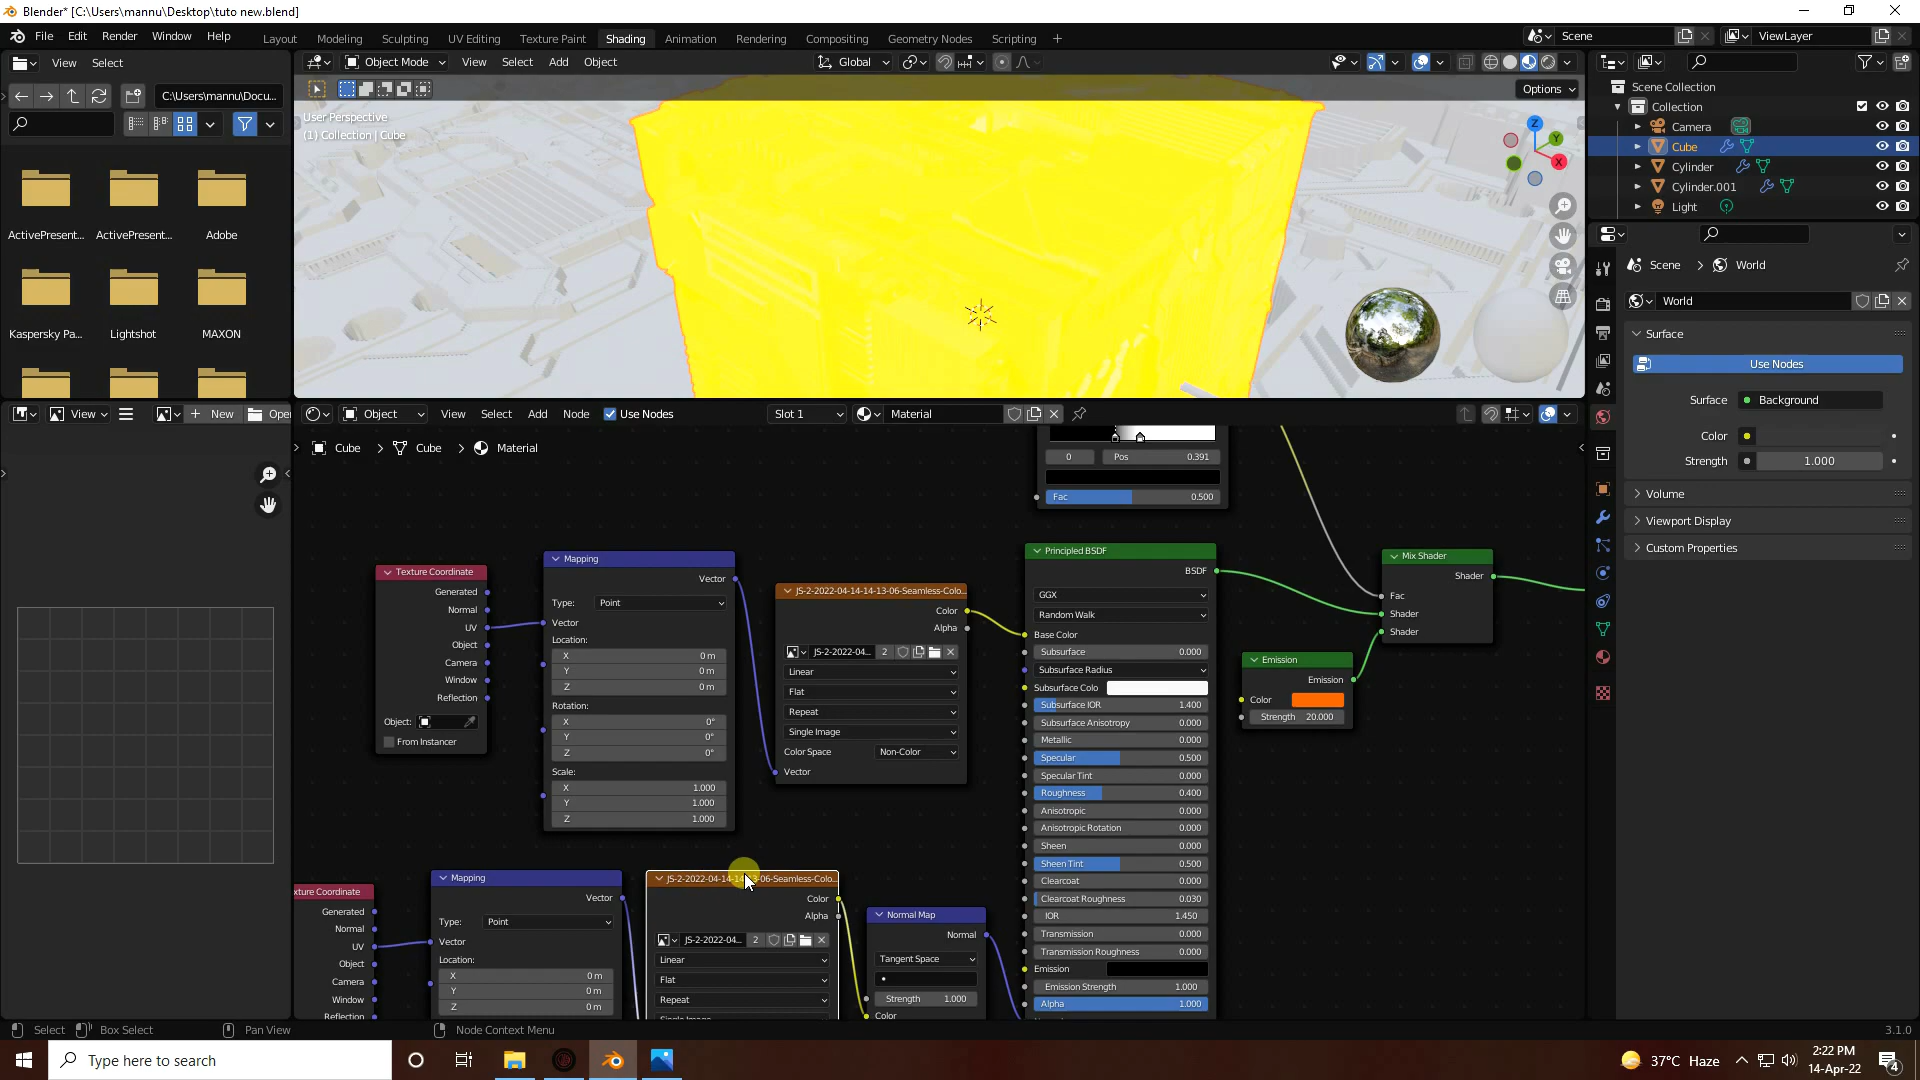 Blender* [C:\Users\mannu\Desktop\tuto new.blend]
File Edit Render Window Help
Layout Modeling Sculpting UV Editing Texture Paint Shading Animation Rendering Compositing Geometry Nodes Scripting +
Scene
ViewLayer
View Select
C:\Users\mannu\Docu...
ActivePresent... ActivePresent... Adobe
Kaspersky Pa... Lightshot MAXON
Object Mode View Select Add Object
Global
Options
User Perspective
(1) Collection | Cube
Z
Y
X
Scene Collection
Collection
Camera
Cube
Cylinder
Cylinder.001
Light
Scene > World
World
Surface
Use Nodes
Surface Background
Color
Strength 1.000
Volume
Viewport Display
Custom Properties
View + New Open
Object View Select Add Node Use Nodes Slot 1 Material
Cube > Cube > Material
0 Pos 0.391
Fac 0.500
Texture Coordinate
Generated
Normal
UV
Object
Camera
Window
Reflection
Object:
From Instancer
Mapping
Vector
Type: Point
Vector
Location:
X 0 m
Y 0 m
Z 0 m
Rotation:
X 0°
Y 0°
Z 0°
Scale:
X 1.000
Y 1.000
Z 1.000
JS-2-2022-04-14-14-13-06-Seamless-Colo...
Color
Alpha
JS-2-2022-04... 2
Linear
Flat
Repeat
Single Image
Color Space Non-Color
Vector
Principled BSDF
BSDF
GGX
Random Walk
Base Color
Subsurface 0.000
Subsurface Radius
Subsurface Colo
Subsurface IOR 1.400
Subsurface Anisotropy 0.000
Metallic 0.000
Specular 0.500
Specular Tint 0.000
Roughness 0.400
Anisotropic 0.000
Anisotropic Rotation 0.000
Sheen 0.000
Sheen Tint 0.500
Clearcoat 0.000
Clearcoat Roughness 0.030
IOR 1.450
Transmission 0.000
Transmission Roughness 0.000
Emission
Emission Strength 1.000
Alpha 1.000
Mix Shader
Shader
Fac
Shader
Shader
Emission
Emission
Color
Strength 20.000
xture Coordinate
Generated
Normal
UV
Object
Camera
Window
Reflection
Mapping
Vector
Type: Point
Vector
Location:
X 0 m
Y 0 m
Z 0 m
Color
Alpha
JS-2-2022-04... 2
Linear
Flat
Repeat
Normal Map
Normal
Tangent Space
Strength 1.000
Color
Select Box Select Pan View Node Context Menu
3.1.0
Type here to search
37°C Haze
2:22 PM
14-Apr-22
4